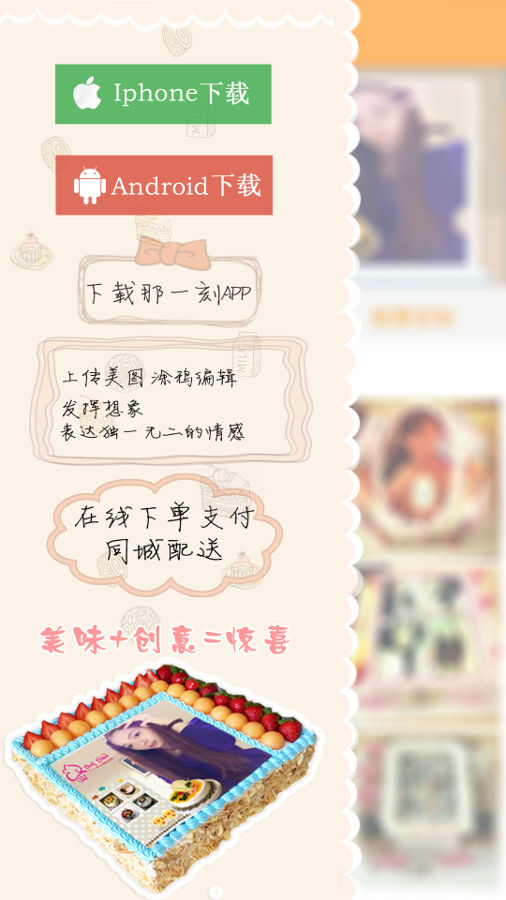 Iphone下载
Android下载
下载那一刻APP
上传美图 涂鸦编辑
发挥想象
表达独一无二的情感
在线下单支付
同城配送
美味+创意=惊喜